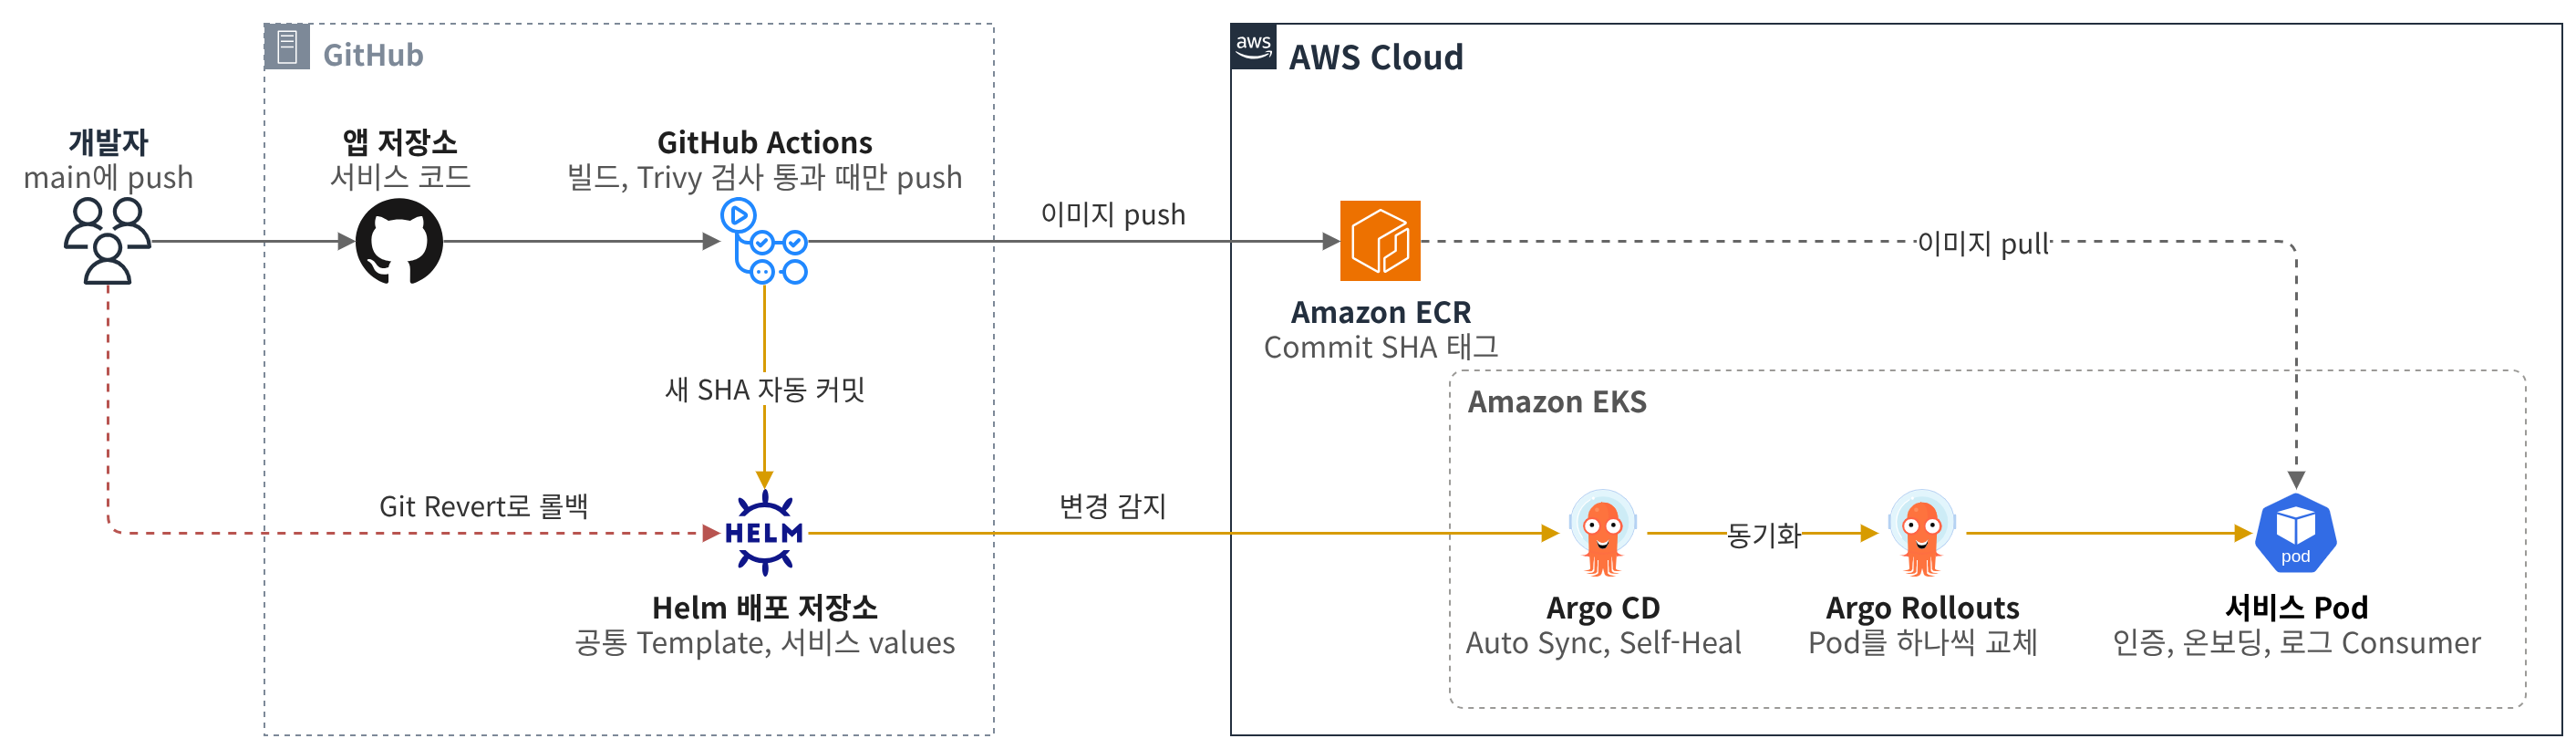 GitHub
aws
AWS Cloud
개발자
main에 push
앱 저장소
서비스 코드
GitHub Actions
빌드, Trivy 검사 통과 때만 push
이미지 push
이미지 pull
Amazon ECR
Commit SHA 태그
새 SHA 자동 커밋
Amazon EKS
Git Revert로 롤백
HELM
변경 감지
동기화
pod
Helm 배포 저장소
공통 Template, 서비스 values
Argo CD
Auto Sync, Self-Heal
Argo Rollouts
Pod를 하나씩 교체
서비스 Pod
인증, 온보딩, 로그 Consumer